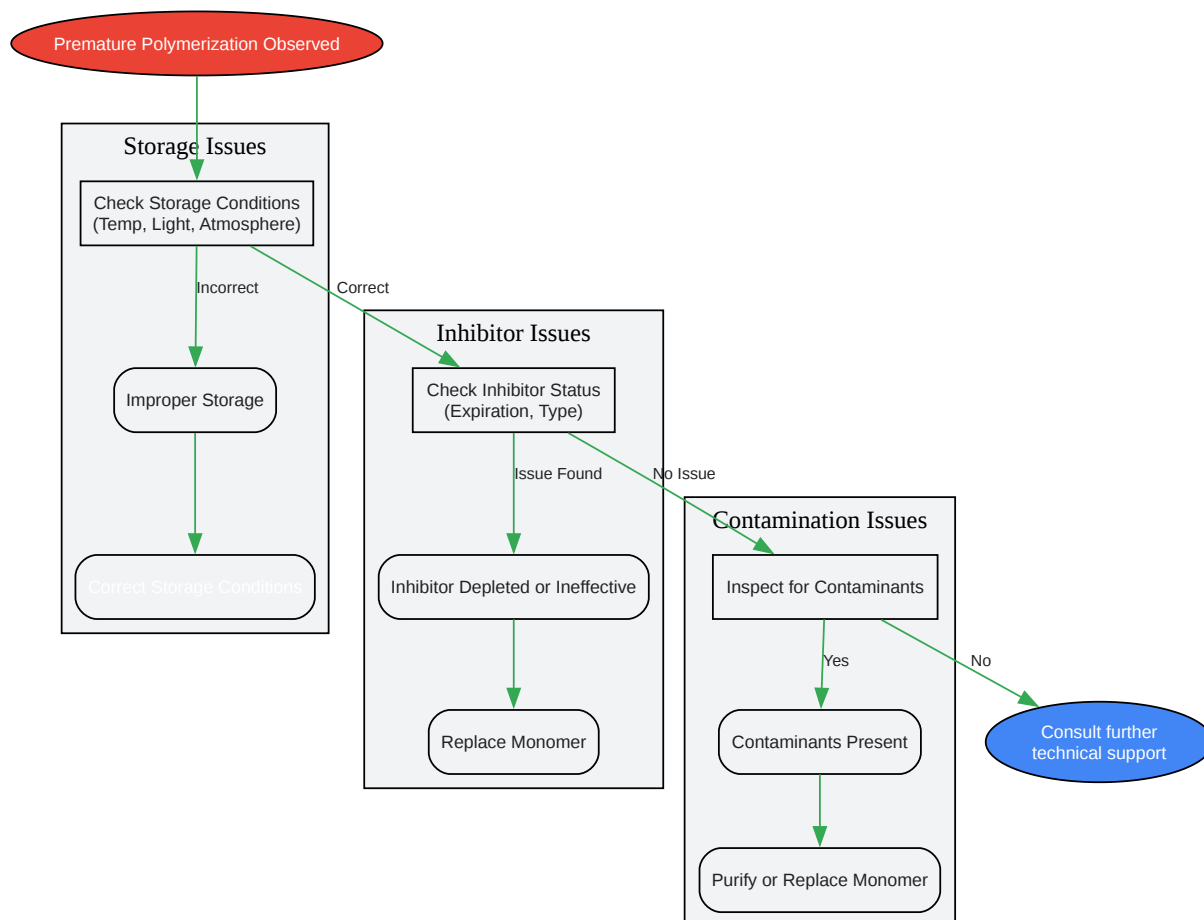 Premature Polymerization Observed
Storage Issues
Check Storage Conditions
(Temp, Light, Atmosphere)
Incorrect
Correct
Improper Storage
Correct Storage Conditions
Inhibitor Issues
Check Inhibitor Status
(Expiration, Type)
Issue Found
No Issue
Inhibitor Depleted or Ineffective
Replace Monomer
Contamination Issues
Inspect for Contaminants
Yes
No
Contaminants Present
Purify or Replace Monomer
Consult further
technical support